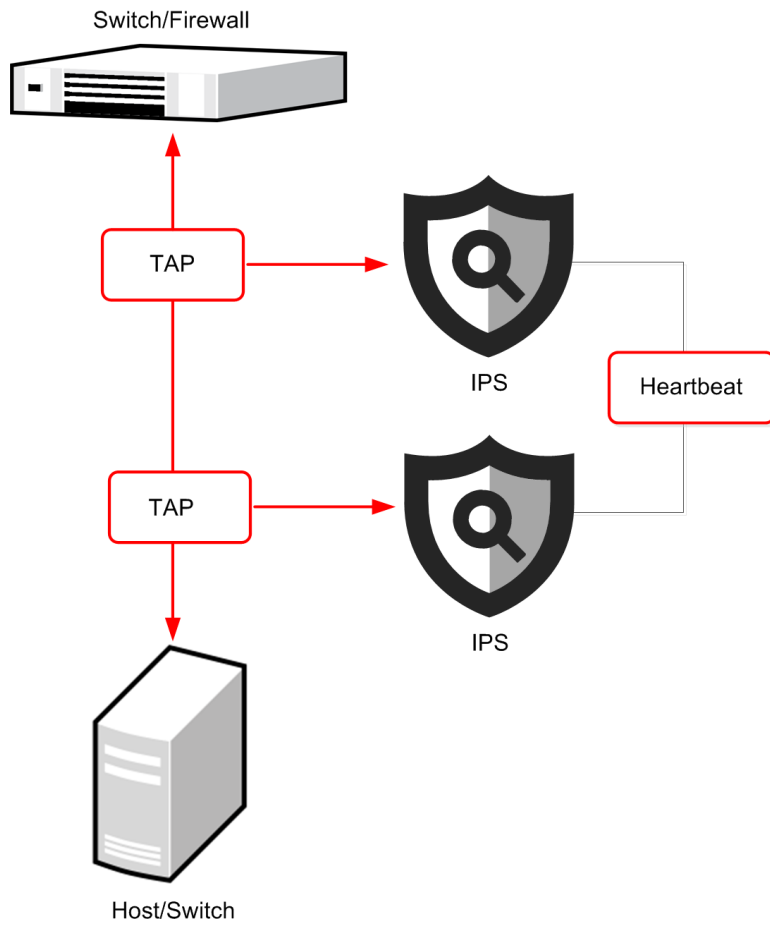 Switch/Firewall
TAP
IPS
Heartbeat
TAP
IPS
Host/Switch